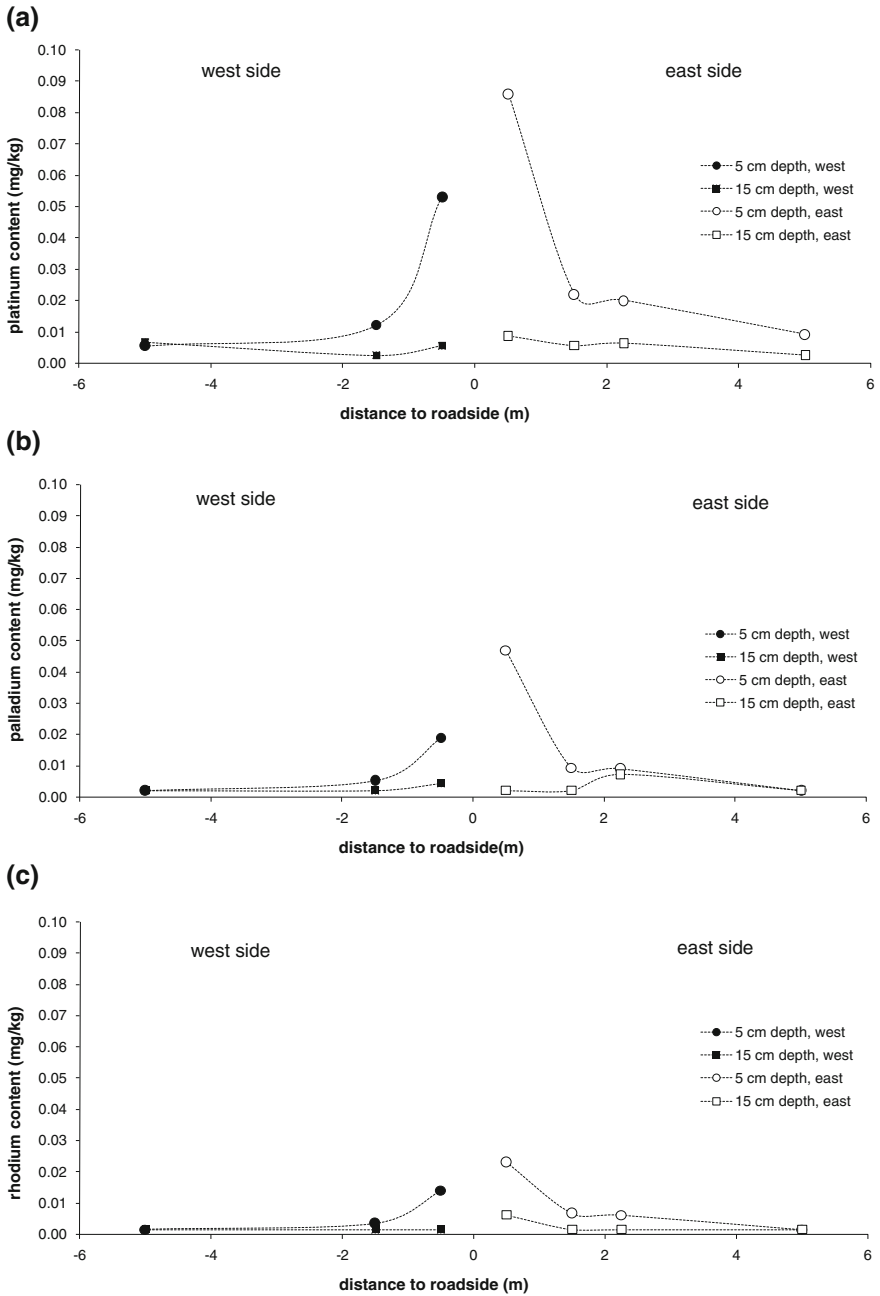 (a)
0.10
0.09
0.08
0.07
0.06
0.05
0.04
0.03
0.02
0.01
0.00
platinum content (mg/kg)
west side
east side
5 cm depth, west
15 cm depth, west
5 cm depth, east
15 cm depth, east
-6 -4 -2 0 2 4 6
distance to roadside (m)
(b)
0.10
0.09
0.08
0.07
0.06
0.05
0.04
0.03
0.02
0.01
0.00
palladium content (mg/kg)
west side
east side
5 cm depth, west
15 cm depth, west
5 cm depth, east
15 cm depth, east
-6 -4 -2 0 2 4 6
distance to roadside(m)
(c)
0.10
0.09
0.08
0.07
0.06
0.05
0.04
0.03
0.02
0.01
0.00
rhodium content (mg/kg)
west side
east side
5 cm depth, west
15 cm depth, west
5 cm depth, east
15 cm depth, east
-6 -4 -2 0 2 4 6
distance to roadside (m)